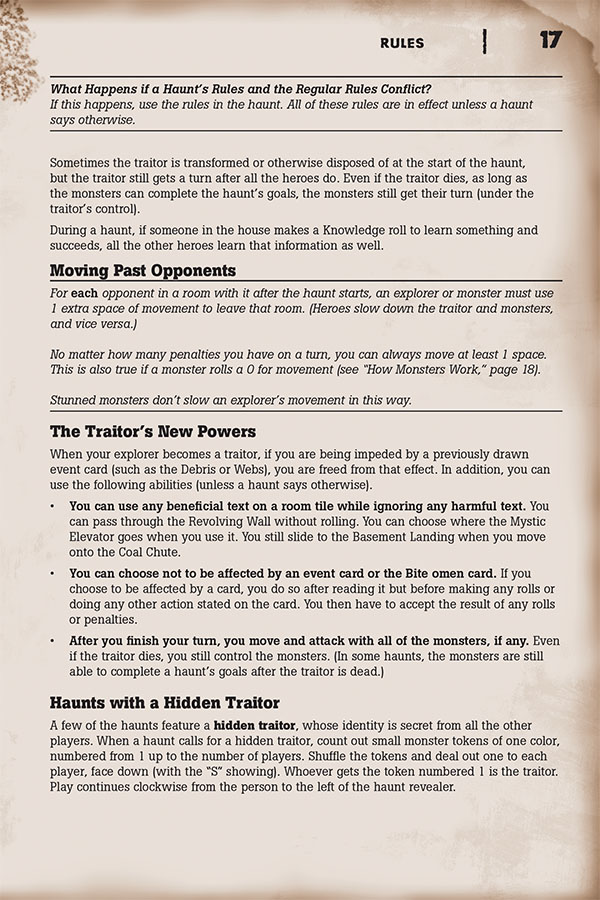 RULES | 17
What Happens if a Haunt's Rules and the Regular Rules Conflict?
If this happens, use the rules in the haunt. All of these rules are in effect unless a haunt
says otherwise.
Sometimes the traitor is transformed or otherwise disposed of at the start of the haunt,
but the traitor still gets a turn after all the heroes do. Even if the traitor dies, as long as
the monsters can complete the haunt's goals, the monsters still get their turn (under the
traitor's control).
During a haunt, if someone in the house makes a Knowledge roll to learn something and
succeeds, all the other heroes learn that information as well.
Moving Past Opponents
For each opponent in a room with it after the haunt starts, an explorer or monster must use
1 extra space of movement to leave that room. (Heroes slow down the traitor and monsters,
and vice versa.)
No matter how many penalties you have on a turn, you can always move at least 1 space.
This is also true if a monster rolls a 0 for movement (see "How Monsters Work," page 18).
Stunned monsters don't slow an explorer's movement in this way.
The Traitor's New Powers
When your explorer becomes a traitor, if you are being impeded by a previously drawn
event card (such as the Debris or Webs), you are freed from that effect. In addition, you can
use the following abilities (unless a haunt says otherwise).
• You can use any beneficial text on a room tile while ignoring any harmful text. You
can pass through the Revolving Wall without rolling. You can choose where the Mystic
Elevator goes when you use it. You still slide to the Basement Landing when you move
onto the Coal Chute.
• You can choose not to be affected by an event card or the Bite omen card. If you
choose to be affected by a card, you do so after reading it but before making any rolls or
doing any other action stated on the card. You then have to accept the result of any rolls
or penalties.
• After you finish your turn, you move and attack with all of the monsters, if any. Even
if the traitor dies, you still control the monsters. (In some haunts, the monsters are still
able to complete a haunt's goals after the traitor is dead.)
Haunts with a Hidden Traitor
A few of the haunts feature a hidden traitor, whose identity is secret from all the other
players. When a haunt calls for a hidden traitor, count out small monster tokens of one color,
numbered from 1 up to the number of players. Shuffle the tokens and deal out one to each
player, face down (with the "S" showing). Whoever gets the token numbered 1 is the traitor.
Play continues clockwise from the person to the left of the haunt revealer.